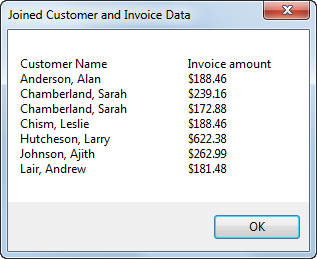 Joined Customer and Invoice Data
Customer Name Invoice amount
Anderson, Alan $188.46
Chamberland, Sarah $239.16
Chamberland, Sarah $172.88
Chism, Leslie $188.46
Hutcheson, Larry $622.38
Johnson, Ajith $262.99
Lair, Andrew $181.48
OK